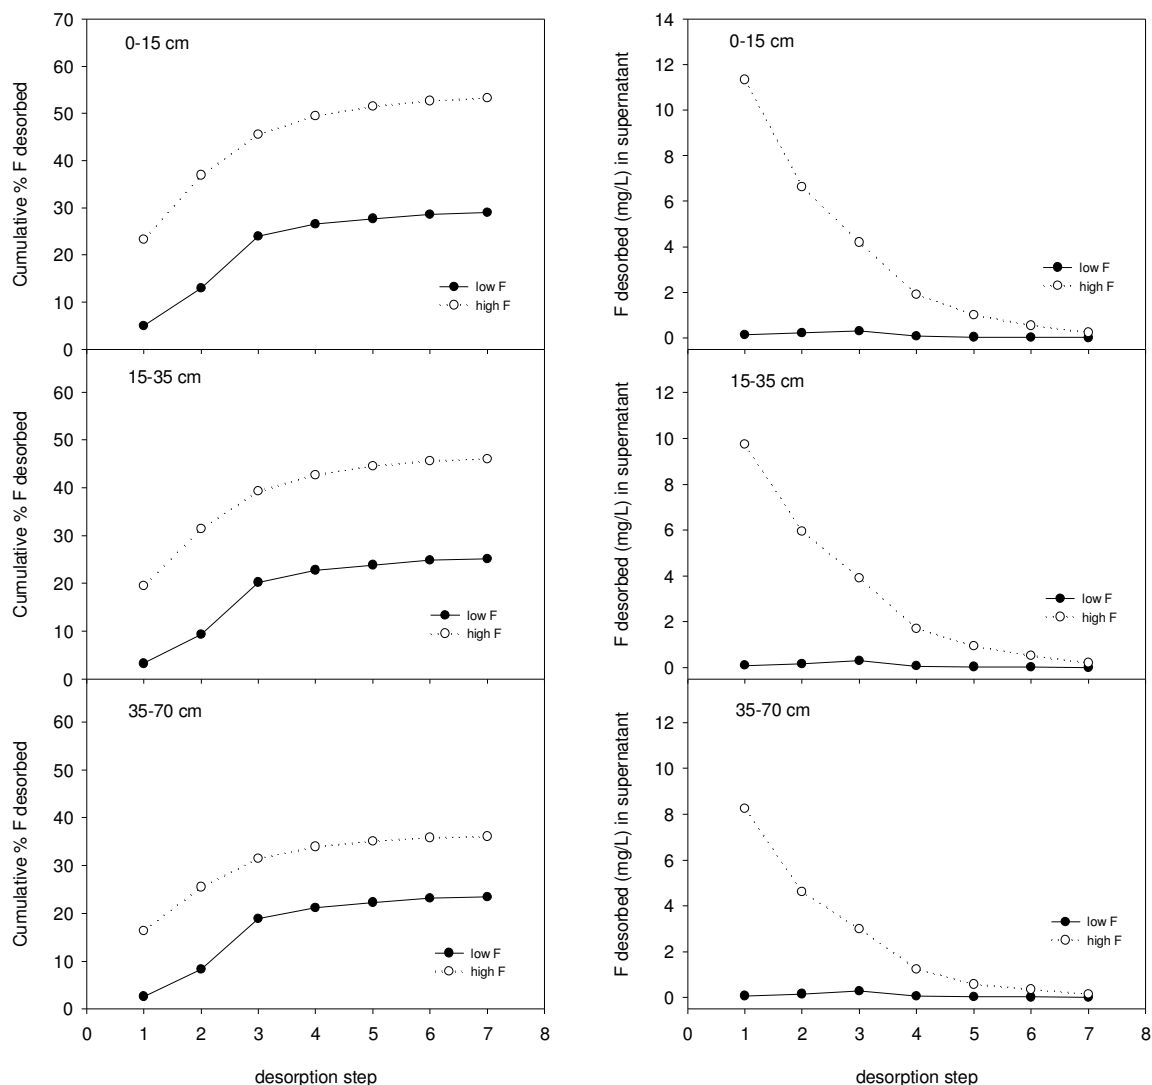 70
60
50
40
30
20
10
0
Cumulative % F desorbed
0-15 cm
low F
high F
14
12
10
8
6
4
2
0
F desorbed (mg/L) in supernatant
0-15 cm
low F
high F
60
50
40
30
20
10
0
Cumulative % F desorbed
15-35 cm
low F
high F
12
10
8
6
4
2
0
F desorbed (mg/L) in supernatant
15-35 cm
low F
high F
60
50
40
30
20
10
0
Cumulative % F desorbed
35-70 cm
low F
high F
0 1 2 3 4 5 6 7 8
desorption step
12
10
8
6
4
2
0
F desorbed (mg/L) in supernatant
35-70 cm
low F
high F
0 1 2 3 4 5 6 7 8
desorption step